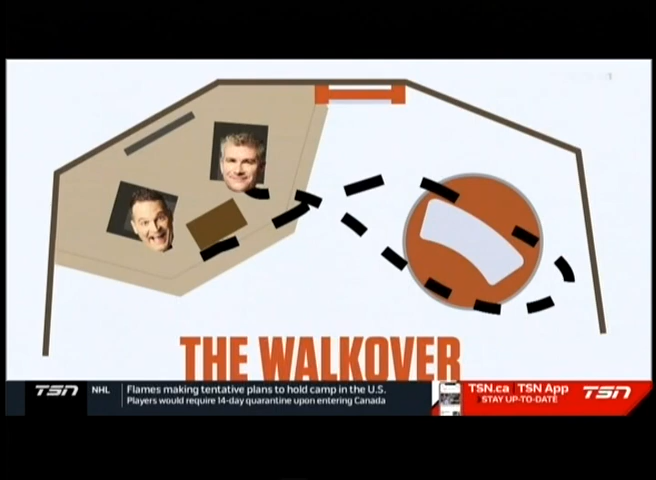 THE WALKOVER
TSN
NHL
Flames making tentative plans to hold camp in the U.S.
Players would require 14-day quarantine upon entering Canada
TSN.ca | TSN App
STAY UP-TO-DATE
TSN